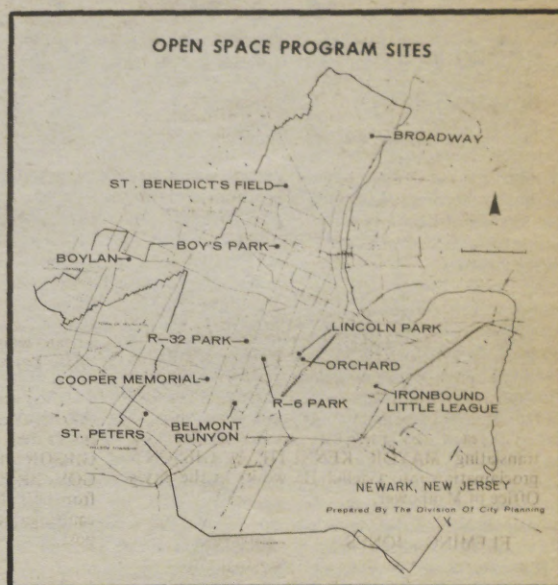 OPEN SPACE PROGRAM SITES
BROADWAY
ST. BENEDICT'S FIELD
BOY'S PARK
BOYLAN
R-32 PARK
LINCOLN PARK
ORCHARD
COOPER MEMORIAL
R-6 PARK
IRONBOUND
LITTLE LEAGUE
BELMONT
RUNYON
ST. PETERS
NEWARK, NEW JERSEY
Prepared By The Division Of City Planning